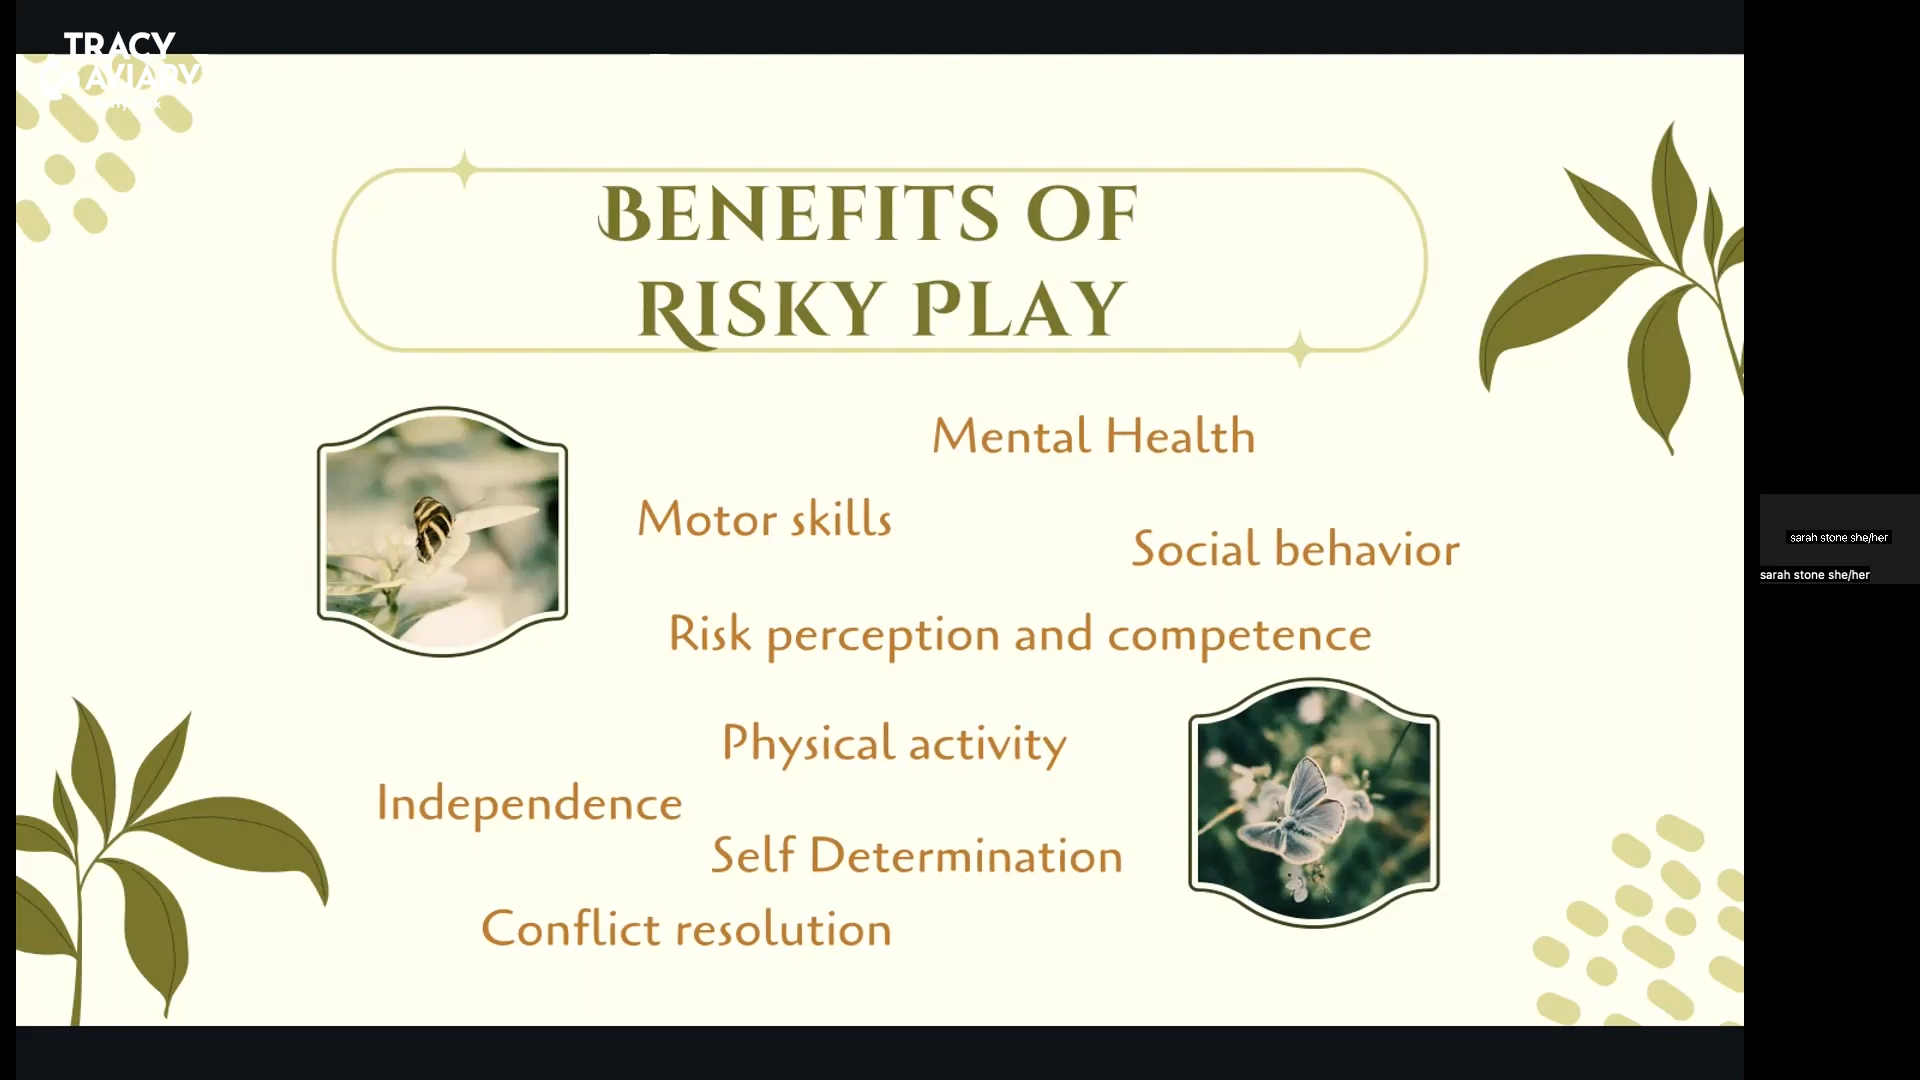 TRACY
AVIARY
BENEFITS OF
RISKY PLAY
Mental Health
Motor skills
Social behavior
Risk perception and competence
Physical activity
Independence
Self Determination
Conflict resolution
sarah stone she/her
sarah stone she/her